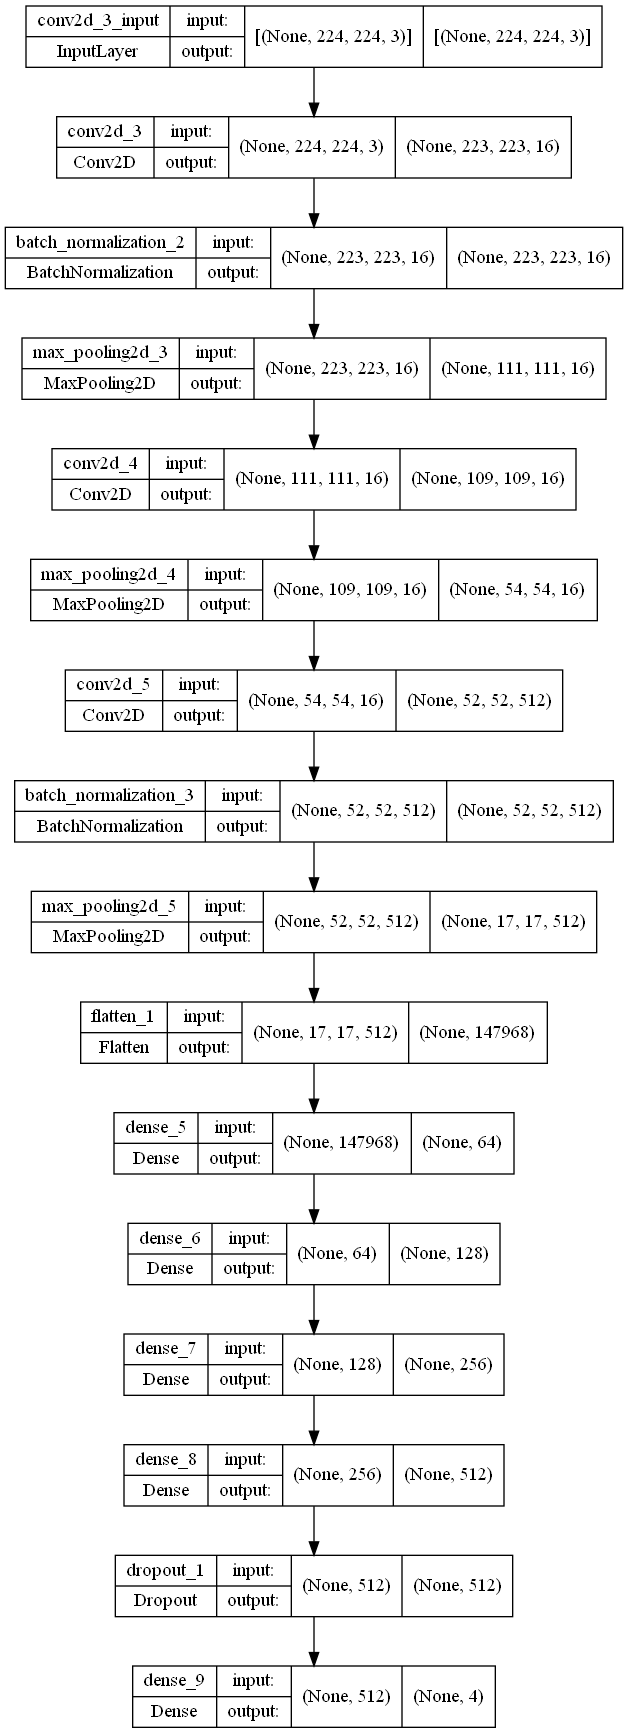 conv2d_3_input input: [(None, 224, 224, 3)] [(None, 224, 224, 3)]
InputLayer output:
conv2d_3 input: (None, 224, 224, 3) (None, 223, 223, 16)
Conv2D output:
batch_normalization_2 input: (None, 223, 223, 16) (None, 223, 223, 16)
BatchNormalization output:
max_pooling2d_3 input: (None, 223, 223, 16) (None, 111, 111, 16)
MaxPooling2D output:
conv2d_4 input: (None, 111, 111, 16) (None, 109, 109, 16)
Conv2D output:
max_pooling2d_4 input: (None, 109, 109, 16) (None, 54, 54, 16)
MaxPooling2D output:
conv2d_5 input: (None, 54, 54, 16) (None, 52, 52, 512)
Conv2D output:
batch_normalization_3 input: (None, 52, 52, 512) (None, 52, 52, 512)
BatchNormalization output:
max_pooling2d_5 input: (None, 52, 52, 512) (None, 17, 17, 512)
MaxPooling2D output:
flatten_1 input: (None, 17, 17, 512) (None, 147968)
Flatten output:
dense_5 input: (None, 147968) (None, 64)
Dense output:
dense_6 input: (None, 64) (None, 128)
Dense output:
dense_7 input: (None, 128) (None, 256)
Dense output:
dense_8 input: (None, 256) (None, 512)
Dense output:
dropout_1 input: (None, 512) (None, 512)
Dropout output:
dense_9 input: (None, 512) (None, 4)
Dense output: